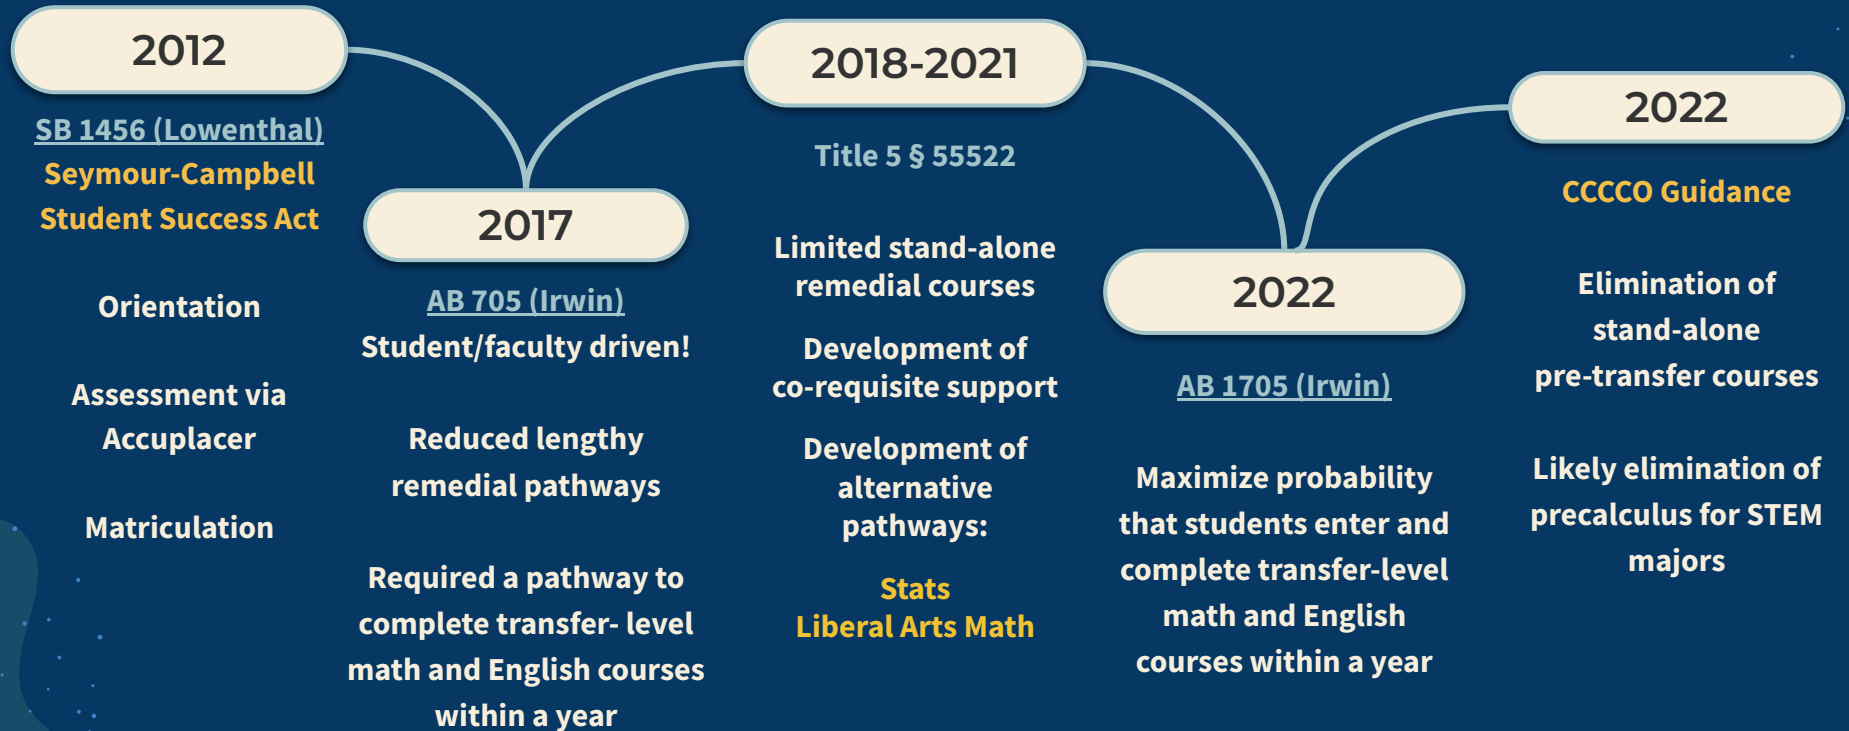 2012
SB 1456 (Lowenthal)
Seymour-Campbell
Student Success Act
Orientation
Assessment via
Accuplacer
Matriculation
2017
AB 705 (Irwin)
Student/faculty driven!
Reduced lengthy
remedial pathways
Required a pathway to
complete transfer- level
math and English courses
within a year
2018-2021
Title 5 § 55522
Limited stand-alone
remedial courses
Development of
co-requisite support
Development of
alternative
pathways:
Stats
Liberal Arts Math
2022
AB 1705 (Irwin)
Maximize probability
that students enter and
complete transfer-level
math and English
courses within a year
2022
CCCCO Guidance
Elimination of
stand-alone
pre-transfer courses
Likely elimination of
precalculus for STEM
majors